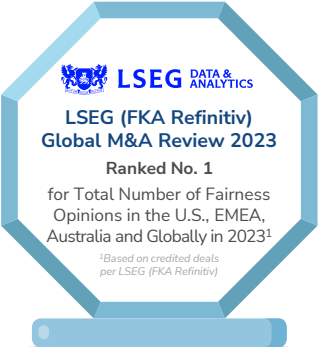 LSEG DATA &
ANALYTICS
LSEG (FKA Refinitiv)
Global M&A Review 2023
Ranked No. 1
for Total Number of Fairness
Opinions in the U.S., EMEA,
Australia and Globally in 2023¹
¹Based on credited deals
per LSEG (FKA Refinitiv)